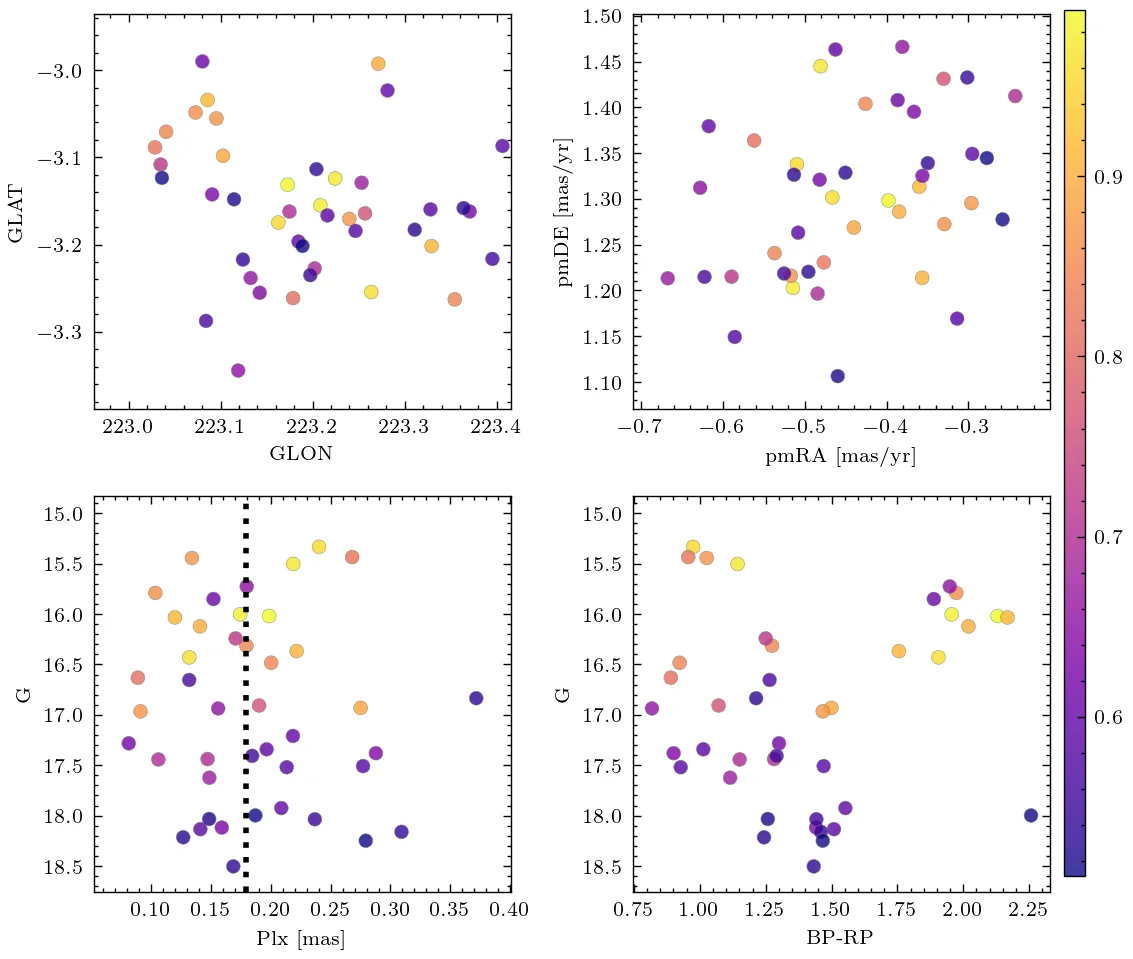 −3.0
−3.1
−3.2
−3.3
GLAT
223.0 223.1 223.2 223.3 223.4
GLON
1.50
1.45
1.40
1.35
1.30
1.25
1.20
1.15
1.10
pmDE [mas/yr]
−0.7 −0.6 −0.5 −0.4 −0.3
pmRA [mas/yr]
0.9
0.8
0.7
0.6
15.0
15.5
16.0
16.5
17.0
17.5
18.0
18.5
G
0.10 0.15 0.20 0.25 0.30 0.35 0.40
Plx [mas]
15.0
15.5
16.0
16.5
17.0
17.5
18.0
18.5
G
0.75 1.00 1.25 1.50 1.75 2.00 2.25
BP-RP